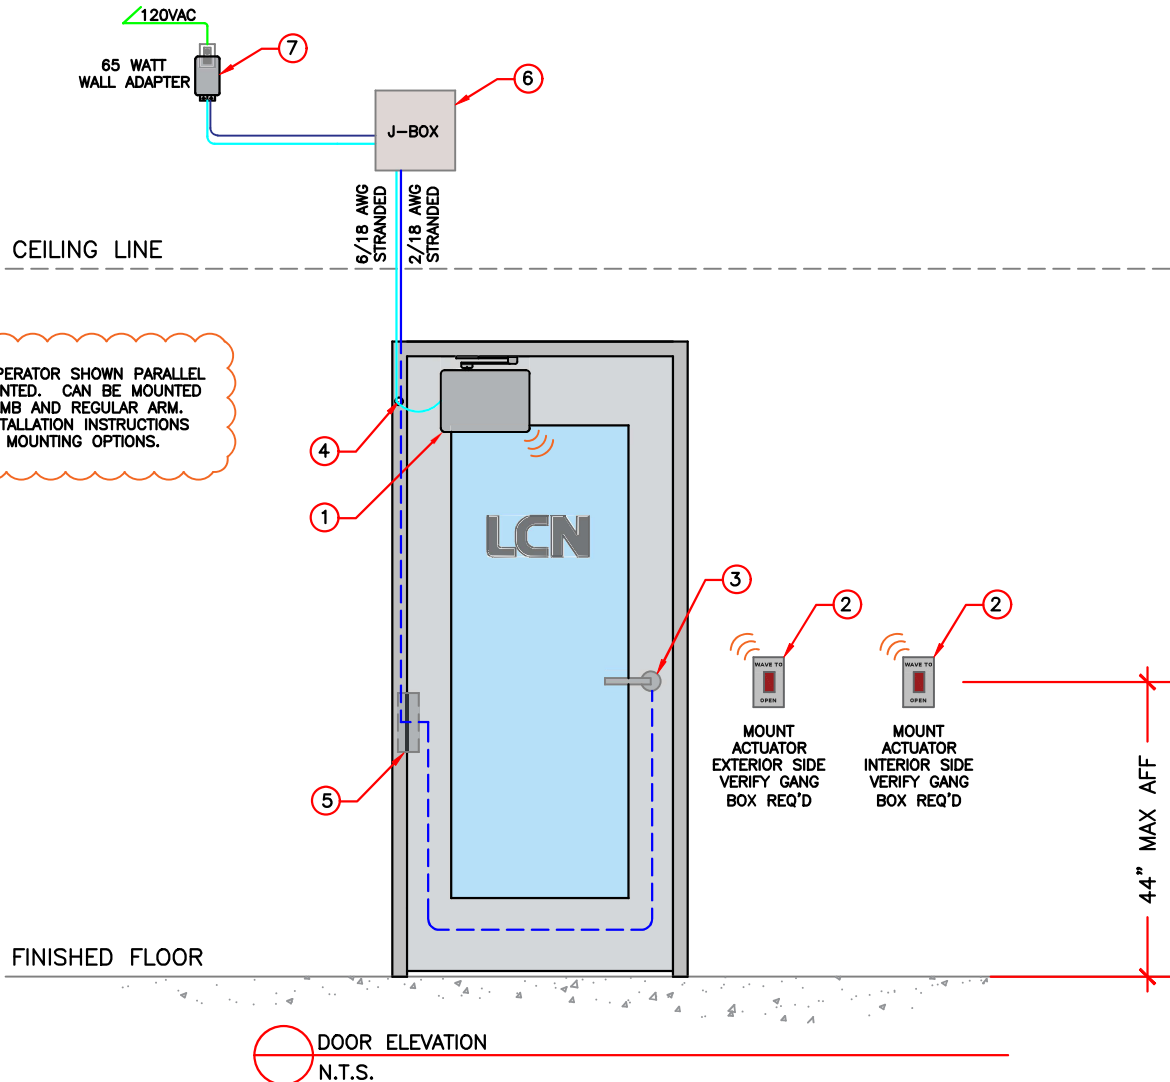 120VAC
7
65 WATT
WALL ADAPTER
6
J-BOX
6/18 AWG
STRANDED
2/18 AWG
STRANDED
CEILING LINE
PERATOR SHOWN PARALLEL
NTED. CAN BE MOUNTED
MB AND REGULAR ARM.
TALLATION INSTRUCTIONS
MOUNTING OPTIONS.
4
1
LCN
3
2
2
WAVE TO
OPEN
WAVE TO
OPEN
MOUNT
ACTUATOR
EXTERIOR SIDE
VERIFY GANG
BOX REQ'D
MOUNT
ACTUATOR
INTERIOR SIDE
VERIFY GANG
BOX REQ'D
5
44" MAX AFF
FINISHED FLOOR
DOOR ELEVATION
N.T.S.